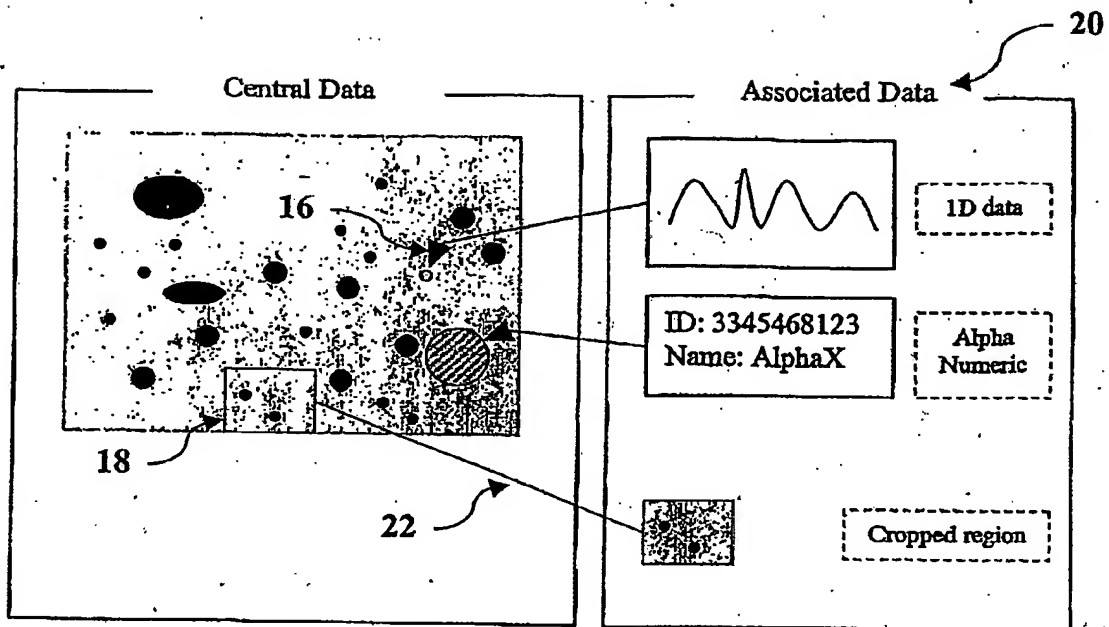 20
Central Data
Associated Data
16
1D data
ID: 3345468123
Name: AlphaX
Alpha
Numeric
18
22
Cropped region